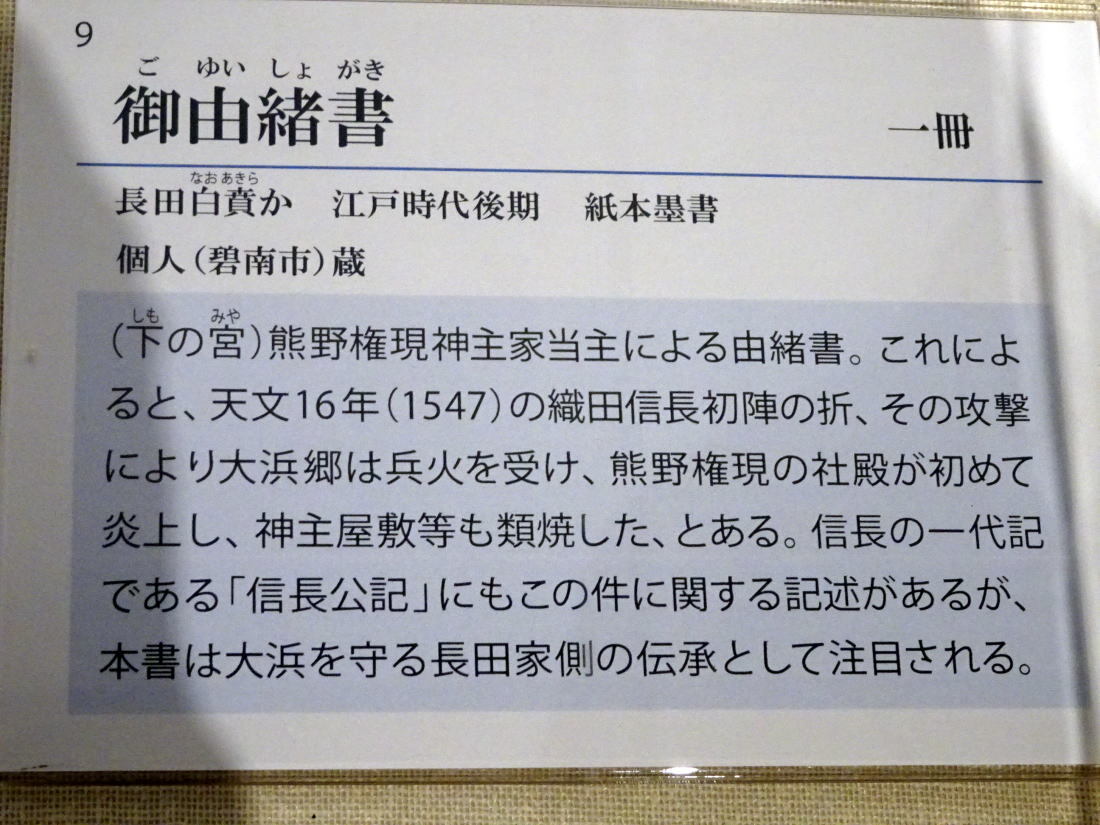 9
ご ゆい しょ がき
御由緒書
一冊
なおあきら
長田白賁か 江戸時代後期 紙本墨書
個人(碧南市)蔵
しも みや
(下の宮)熊野権現神主家当主による由緒書。これによ
ると、天文16年(1547)の織田信長初陣の折、その攻撃
により大浜郷は兵火を受け、熊野権現の社殿が初めて
炎上し、神主屋敷等も類焼した、とある。信長の一代記
である「信長公記」にもこの件に関する記述があるが、
本書は大浜を守る長田家側の伝承として注目される。